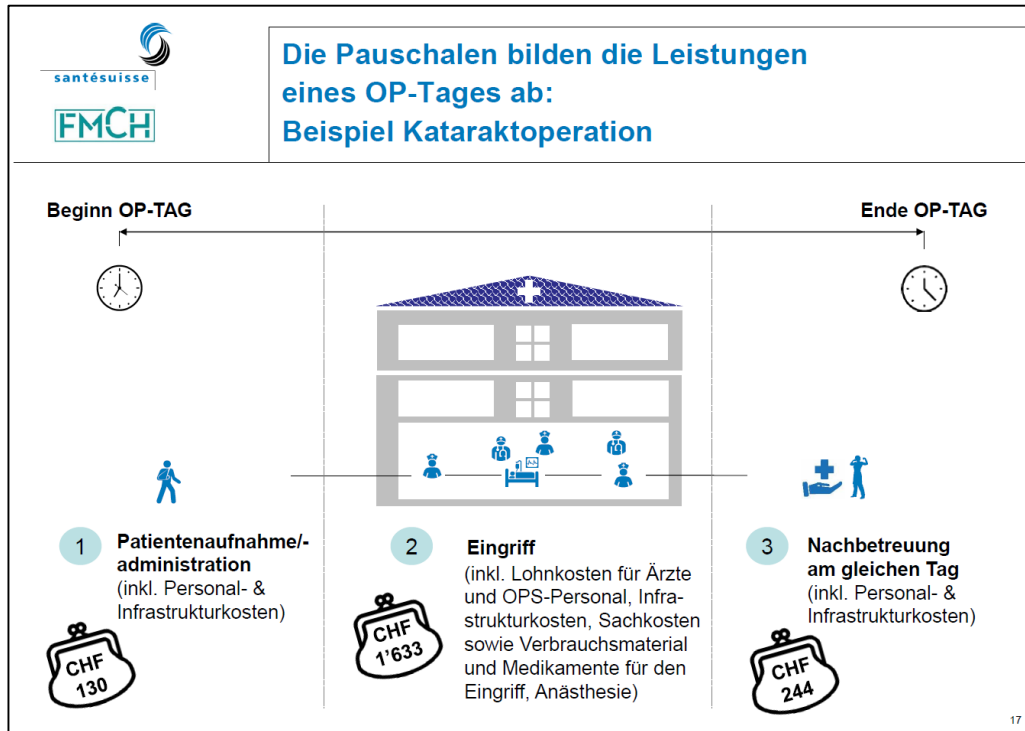 santésuisse
FMCH
Die Pauschalen bilden die Leistungen
eines OP-Tages ab:
Beispiel Kataraktoperation
Beginn OP-TAG
Ende OP-TAG
1
Patientenaufnahme/-
administration
(inkl. Personal- &
Infrastrukturkosten)
CHF
130
2
Eingriff
(inkl. Lohnkosten für Ärzte
und OPS-Personal, Infra-
strukturkosten, Sachkosten
sowie Verbrauchsmaterial
und Medikamente für den
Eingriff, Anästhesie)
CHF
1'633
3
Nachbetreuung
am gleichen Tag
(inkl. Personal- &
Infrastrukturkosten)
CHF
244
17